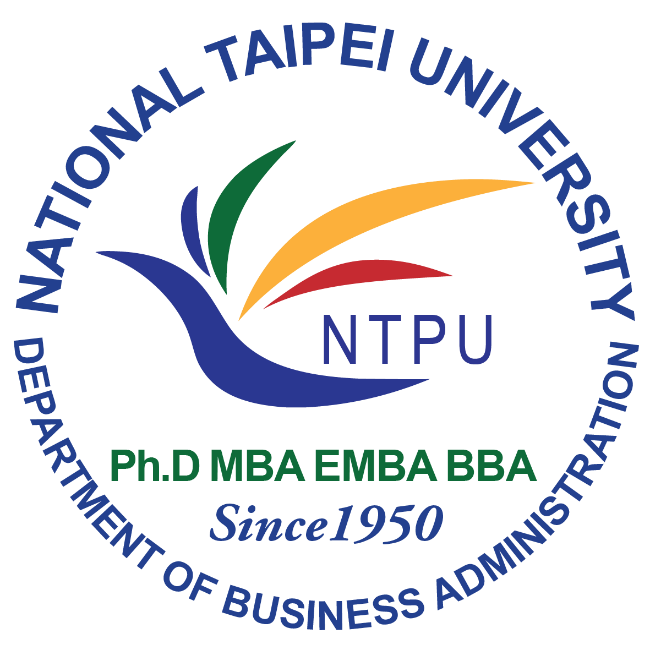 NATIONAL TAIPEI UNIVERSITY
NTPU
Ph.D MBA EMBA BBA
Since1950
DEPARTMENT OF BUSINESS ADMINISTRATION